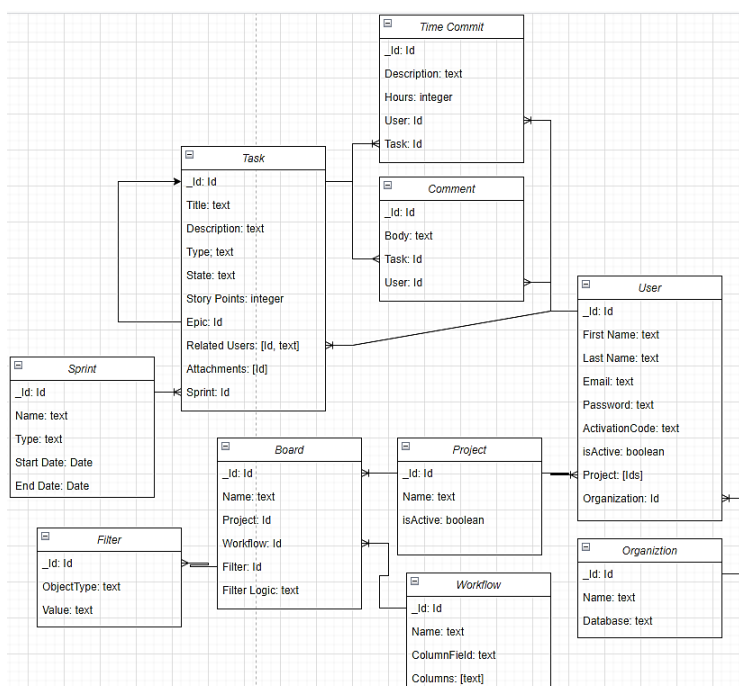 Time Commit
_Id: Id
Description: text
Hours: integer
User: Id
Task: Id
Task
_Id: Id
Title: text
Description: text
Type; text
State: text
Story Points: integer
Epic: Id
Related Users: [Id, text]
Attachments: [Id]
Sprint: Id
Comment
_Id: Id
Body: text
Task: Id
User: Id
User
_Id: Id
First Name: text
Last Name: text
Email: text
Password: text
ActivationCode: text
isActive: boolean
Project: [Ids]
Organization: Id
Sprint
_Id: Id
Name: text
Type: text
Start Date: Date
End Date: Date
Board
_Id: Id
Name: text
Project: Id
Workflow: Id
Filter: Id
Filter Logic: text
Project
_Id: Id
Name: text
isActive: boolean
Filter
_Id: Id
ObjectType: text
Value: text
Organiztion
_Id: Id
Name: text
Database: text
Workflow
_Id: Id
Name: text
ColumnField: text
Columns: [text]